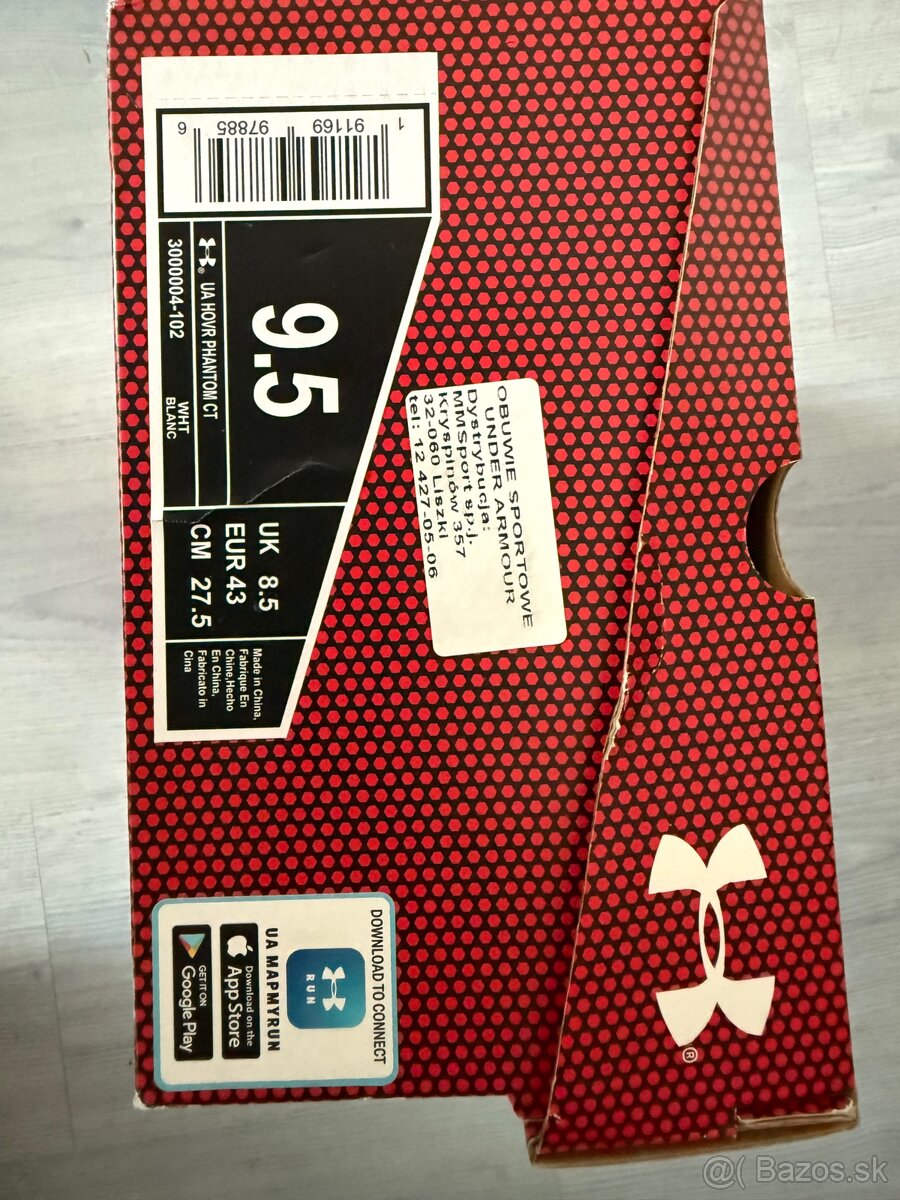 1 91169 97885 6
UA HOVR PHANTOM CT
3000004-102
WHT
BLANC
9.5
UK 8.5
EUR 43
CM 27.5
Made in China,
Fabrique En
Chine,Hecho
En China,
Fabricato in
Cina
OBUWIE SPORTOWE
UNDER ARMOUR
Dystrybucja:
MMSport sp.j.
Kryspinów 357
32-060 Liszki
tel: 12 427-05-06
DOWNLOAD TO CONNECT
RUN
UA MAPMYRUN
Download on the
App Store
GET IT ON
Google Play
@( Bazos.sk